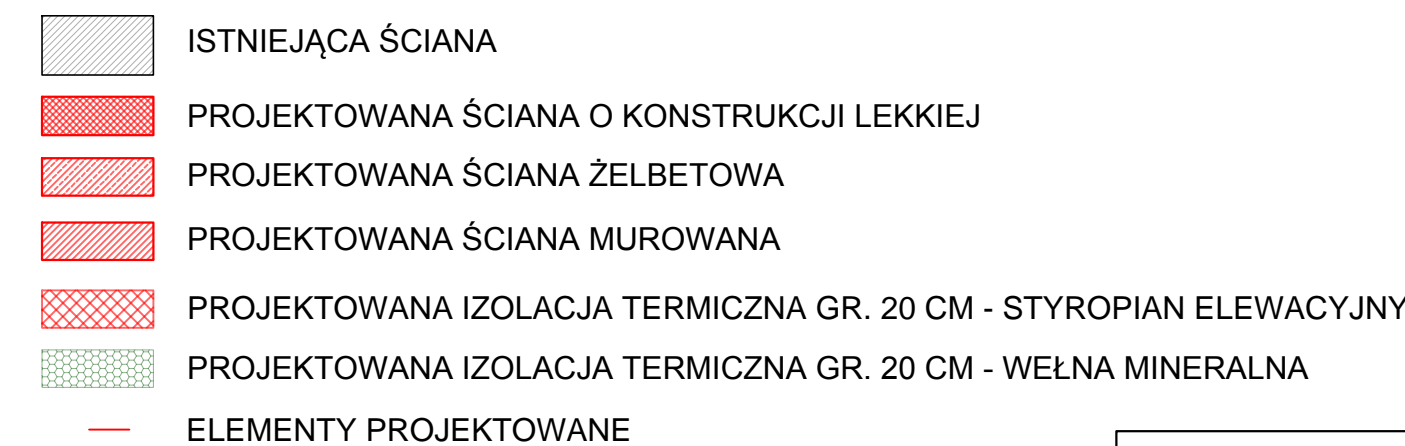 ISTNIEJĄCA ŚCIANA
PROJEKTOWANA ŚCIANA O KONSTRUKCJI LEKKIEJ
PROJEKTOWANA ŚCIANA ŻELBETOWA
PROJEKTOWANA ŚCIANA MUROWANA
PROJEKTOWANA IZOLACJA TERMICZNA GR. 20 CM - STYROPIAN ELEWACYJNY
PROJEKTOWANA IZOLACJA TERMICZNA GR. 20 CM - WEŁNA MINERALNA
ELEMENTY PROJEKTOWANE